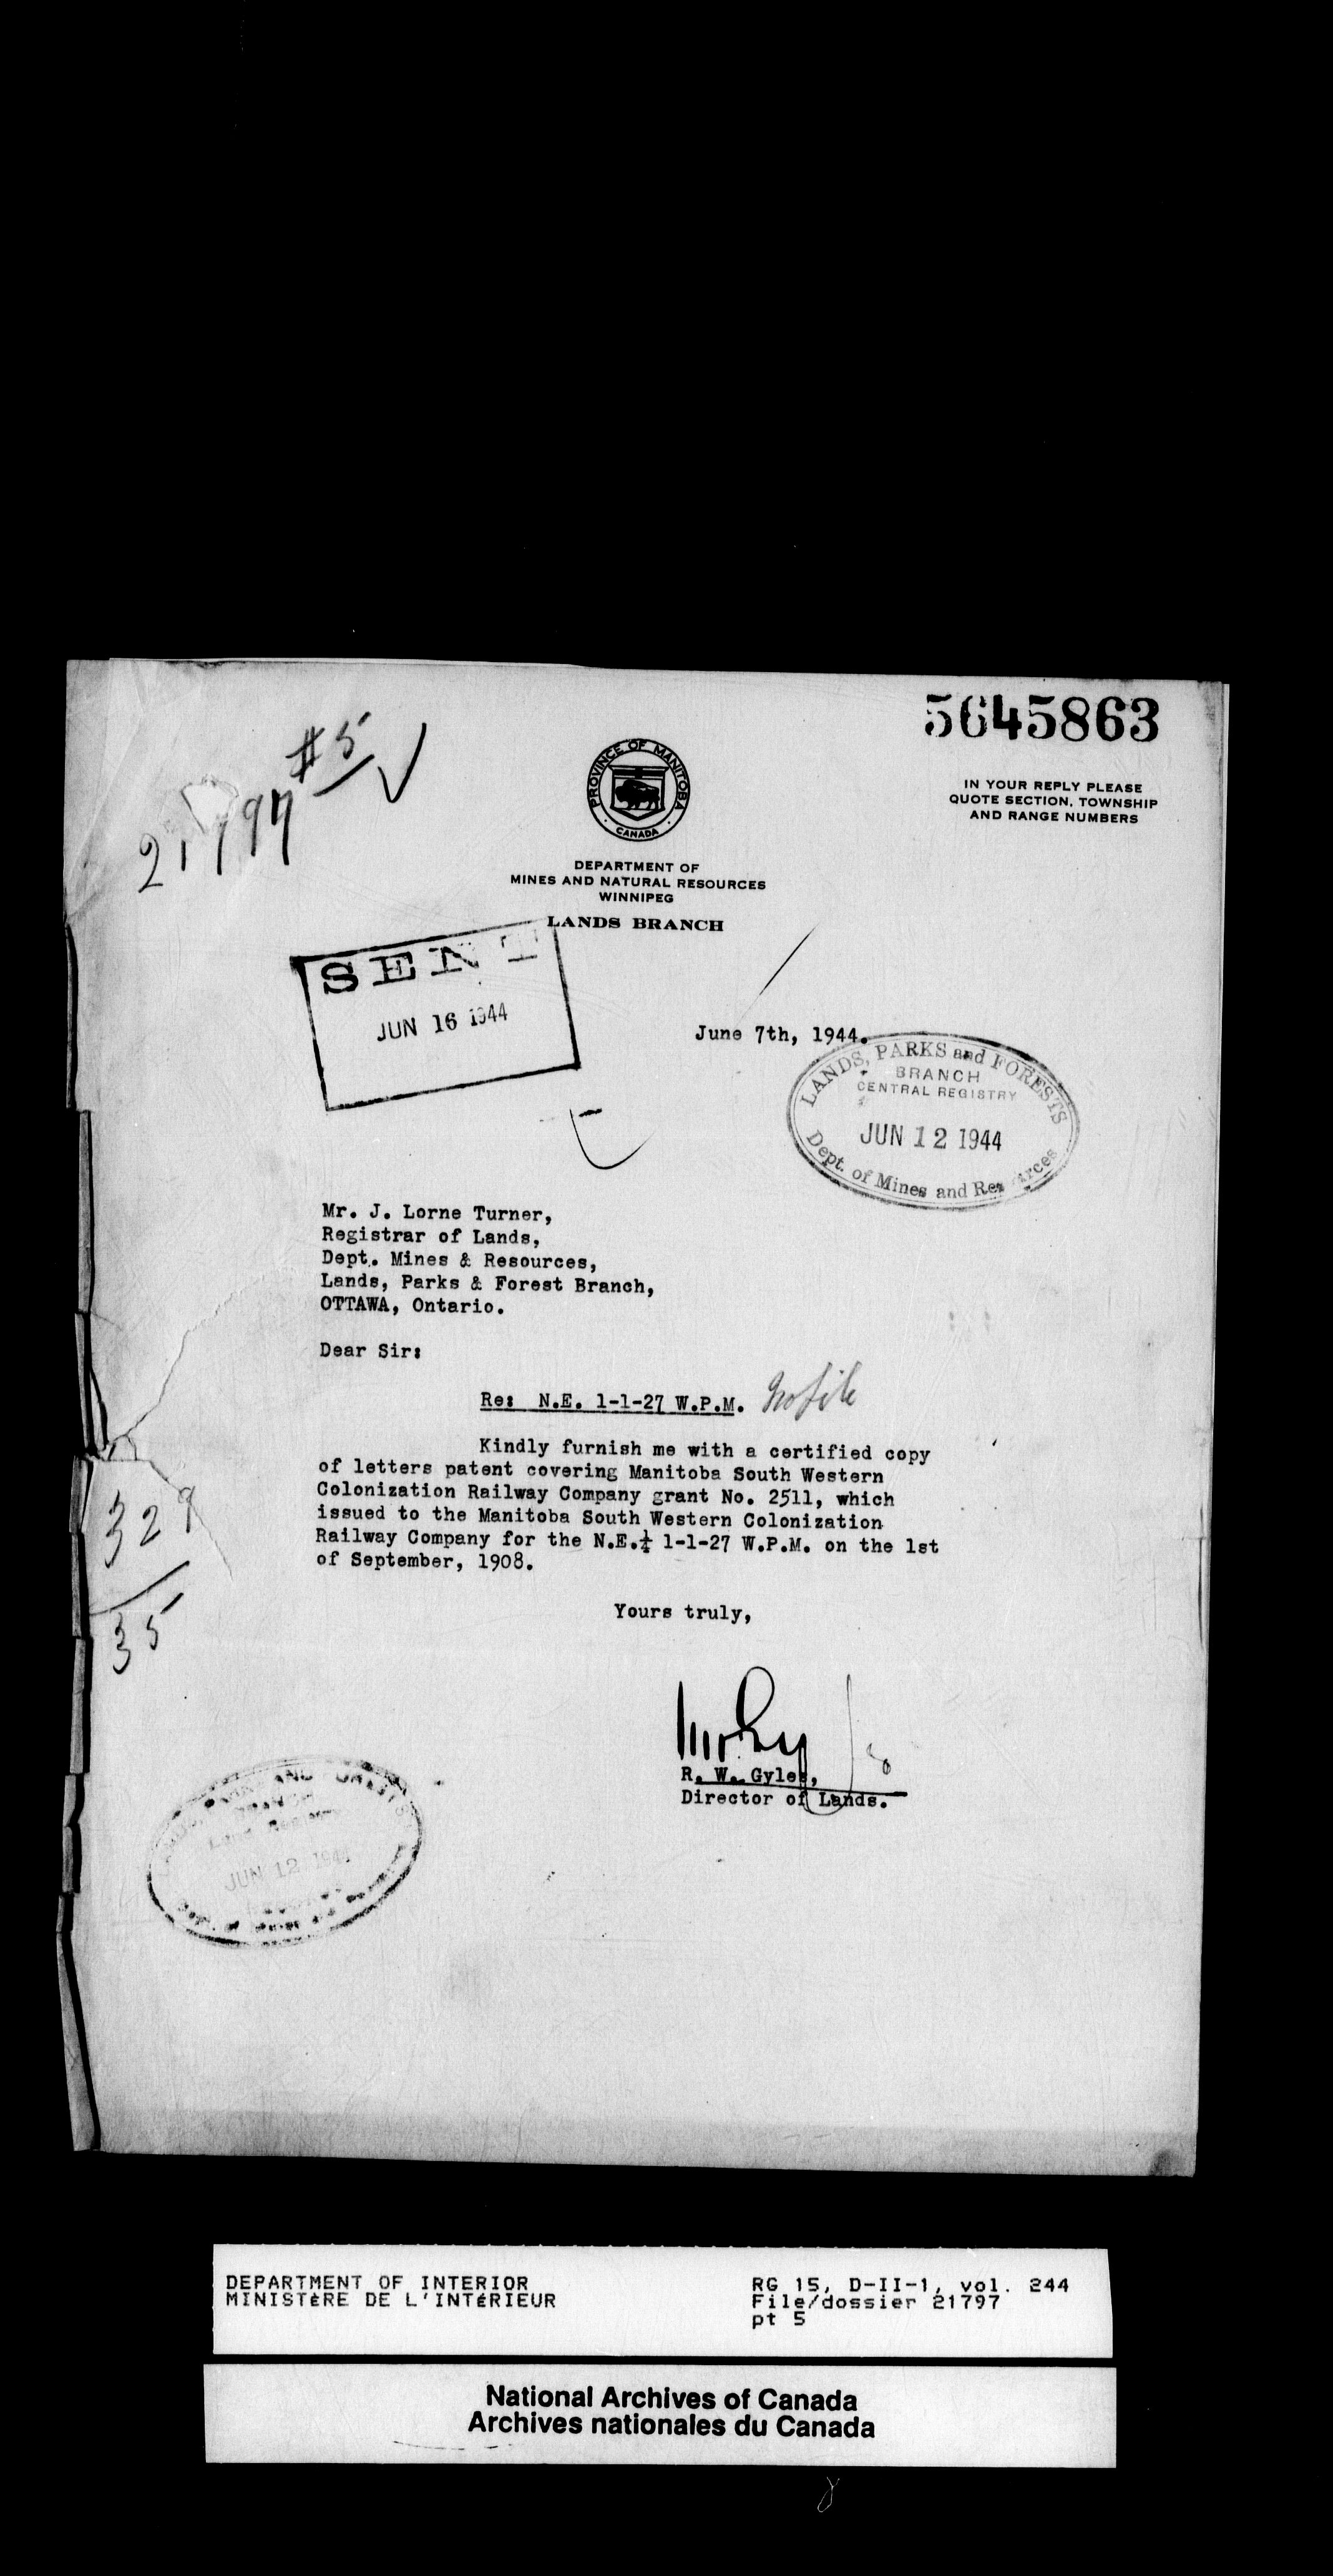 5645863
#5
21797
PROVINCE OF MANITOBA
CANADA
IN YOUR REPLY PLEASE
QUOTE SECTION, TOWNSHIP
AND RANGE NUMBERS
DEPARTMENT OF
MINES AND NATURAL RESOURCES
WINNIPEG
LANDS BRANCH
SENT
JUN 16 1944
June 7th, 1944.
LANDS, PARKS and FORESTS
BRANCH
CENTRAL REGISTRY
JUN 12 1944
Dept. of Mines and Resources
Mr. J. Lorne Turner,
Registrar of Lands,
Dept. Mines & Resources,
Lands, Parks & Forest Branch,
OTTAWA, Ontario.
Dear Sir:
Re: N.E. 1-1-27 W.P.M. No file
Kindly furnish me with a certified copy
of letters patent covering Manitoba South Western
Colonization Railway Company grant No. 2511, which
issued to the Manitoba South Western Colonization
Railway Company for the N.E.¼ 1-1-27 W.P.M. on the 1st
of September, 1908.
329
35
Yours truly,
R. W. Gyles,
Director of Lands.
JUN 12 1944
DEPARTMENT OF INTERIOR
MINISTèRE DE L'INTéRIEUR
RG 15, D-II-1, vol. 244
File/dossier 21797
pt 5
National Archives of Canada
Archives nationales du Canada